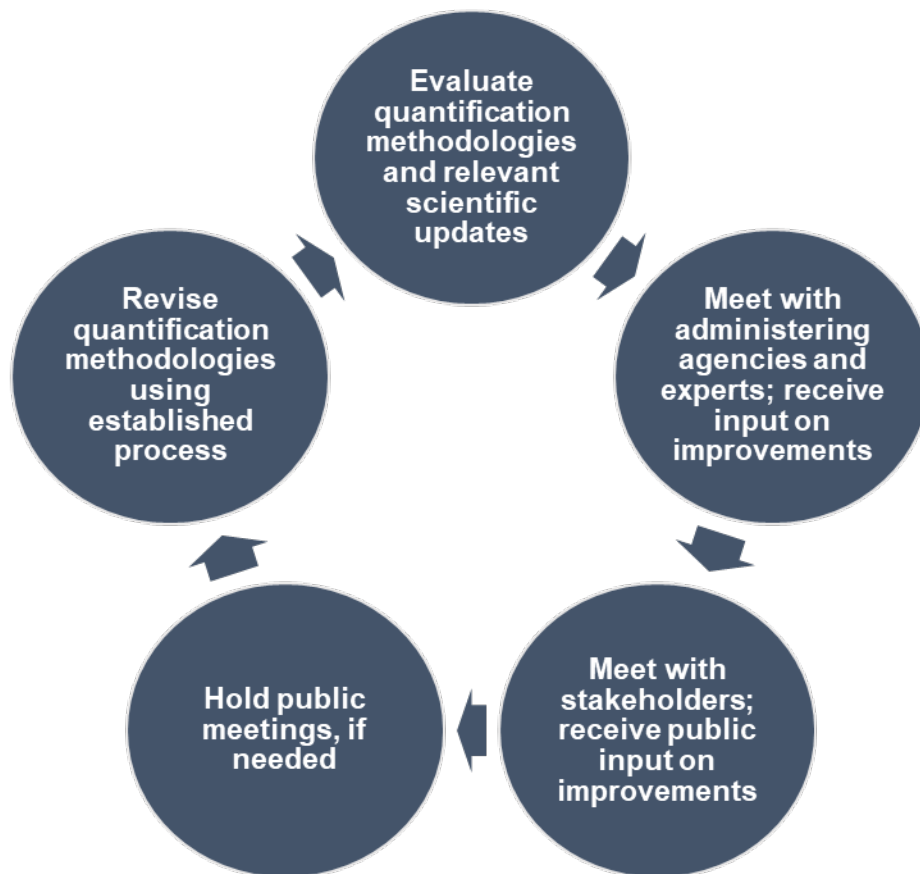 Evaluate
quantification
methodologies
and relevant
scientific
updates
Meet with
administering
agencies and
experts; receive
input on
improvements
Meet with
stakeholders;
receive public
input on
improvements
Hold public
meetings, if
needed
Revise
quantification
methodologies
using
established
process